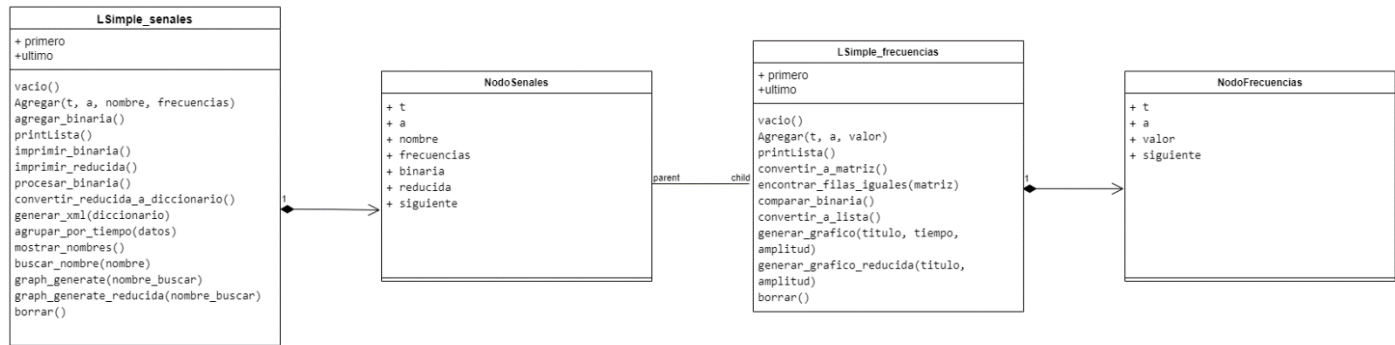 LSimple_senales
+ primero
+ultimo
vacio()
Agregar(t, a, nombre, frecuencias)
agregar_binaria()
printLista()
imprimir_binaria()
imprimir_reducida()
procesar_binaria()
convertir_reducida_a_diccionario()
generar_xml(diccionario)
agrupar_por_tiempo(datos)
mostrar_nombres()
buscar_nombre(nombre)
graph_generate(nombre_buscar)
graph_generate_reducida(nombre_buscar)
borrar()
1
NodoSenales
+ t
+ a
+ nombre
+ frecuencias
+ binaria
+ reducida
+ siguiente
parent
child
LSimple_frecuencias
+ primero
+ultimo
vacio()
Agregar(t, a, valor)
printLista()
convertir_a_matriz()
encontrar_filas_iguales(matriz)
comparar_binaria()
convertir_a_lista()
generar_grafico(titulo, tiempo,
amplitud)
generar_grafico_reducida(titulo,
amplitud)
borrar()
1
NodoFrecuencias
+ t
+ a
+ valor
+ siguiente